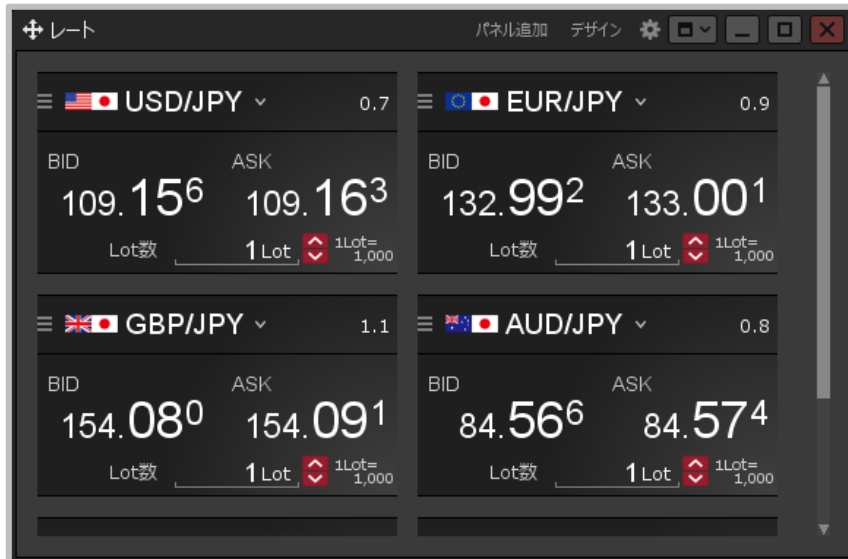 レート パネル追加 デザイン
USD/JPY 0.7
BID ASK
109.156 109.163
Lot数 1 Lot 1Lot=1,000
EUR/JPY 0.9
BID ASK
132.992 133.001
Lot数 1 Lot 1Lot=1,000
GBP/JPY 1.1
BID ASK
154.080 154.091
Lot数 1 Lot 1Lot=1,000
AUD/JPY 0.8
BID ASK
84.566 84.574
Lot数 1 Lot 1Lot=1,000